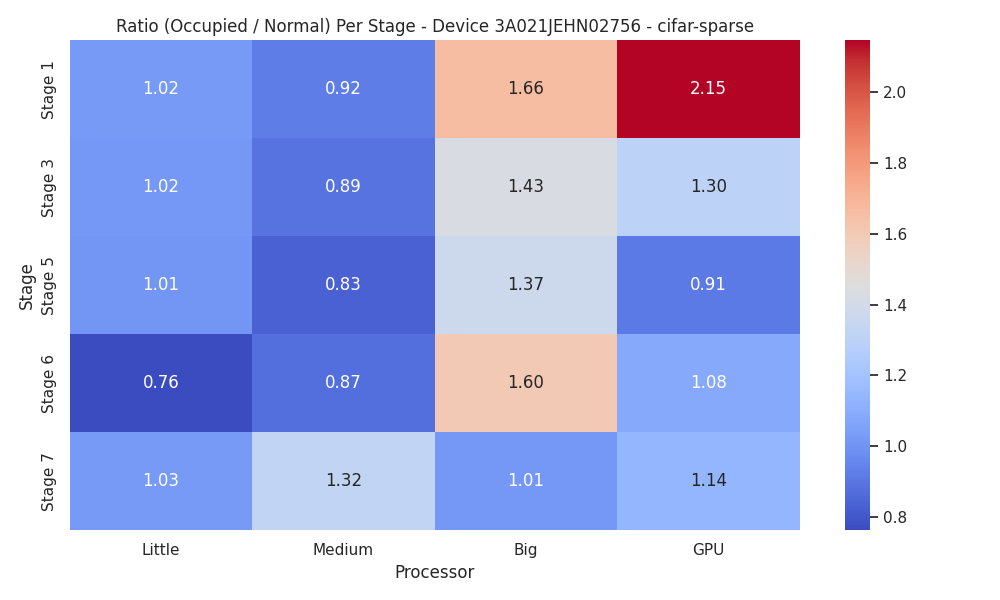 Ratio (Occupied / Normal) Per Stage - Device 3A021JEHN02756 - cifar-sparse
Stage
Stage 1
1.02 0.92 1.66 2.15
Stage 3
1.02 0.89 1.43 1.30
Stage 5
1.01 0.83 1.37 0.91
Stage 6
0.76 0.87 1.60 1.08
Stage 7
1.03 1.32 1.01 1.14
Little Medium Big GPU
Processor
2.0
1.8
1.6
1.4
1.2
1.0
0.8